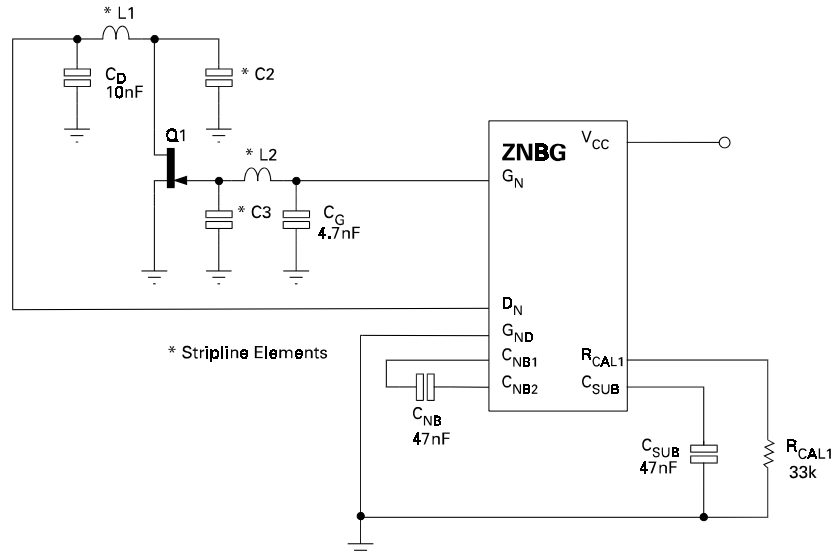 * L1
C_D
10nF
* C2
Q1
* L2
* C3
C_G
4.7nF
ZNBG
V_CC
G_N
D_N
G_ND
C_NB1
R_CAL1
C_NB2
C_SUB
* Stripline Elements
C_NB
47nF
C_SUB
47nF
R_CAL1
33k